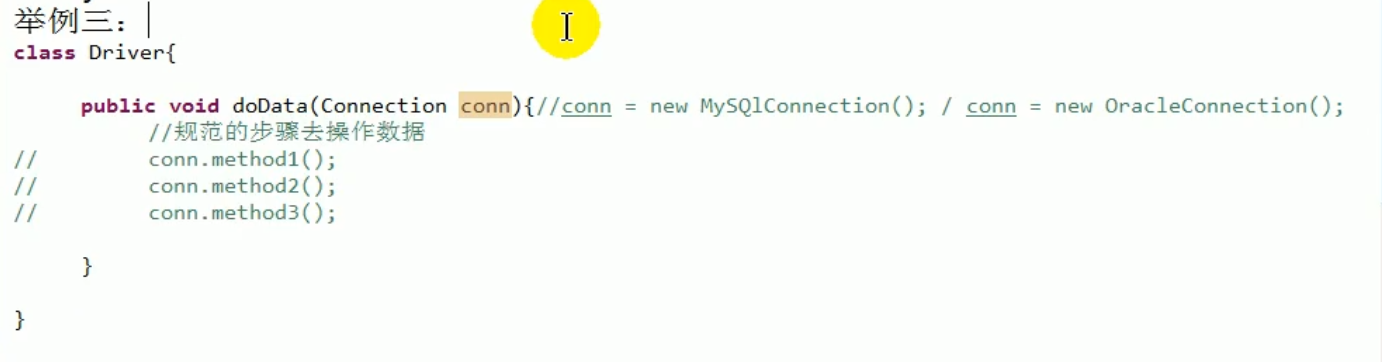 举例三：
class Driver{
public void doData(Connection conn){//conn = new MySQlConnection(); / conn = new OracleConnection();
//规范的步骤去操作数据
// conn.method1();
// conn.method2();
// conn.method3();
}
}